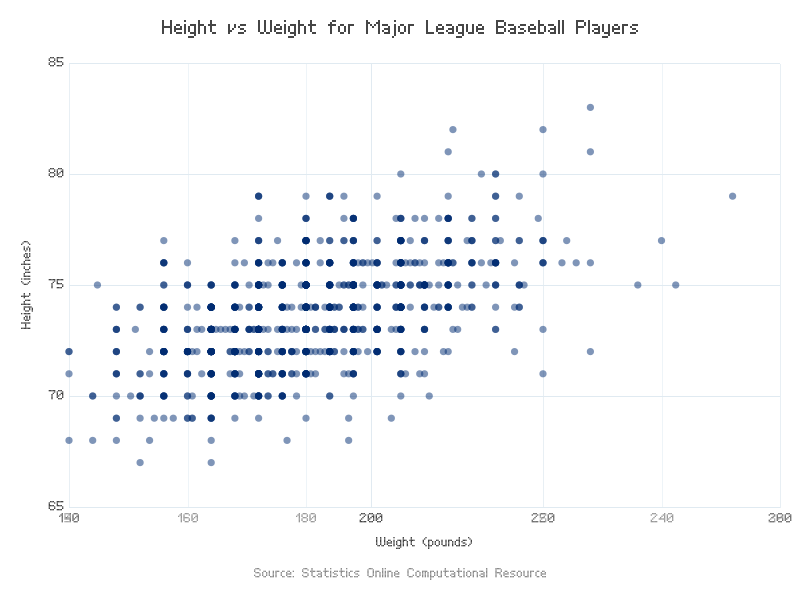 Height vs Weight for Major League Baseball Players
85
80
75
70
65
Height (inches)
160 180 200 240
Weight (pounds)
Source: Statistics Online Computational Resource